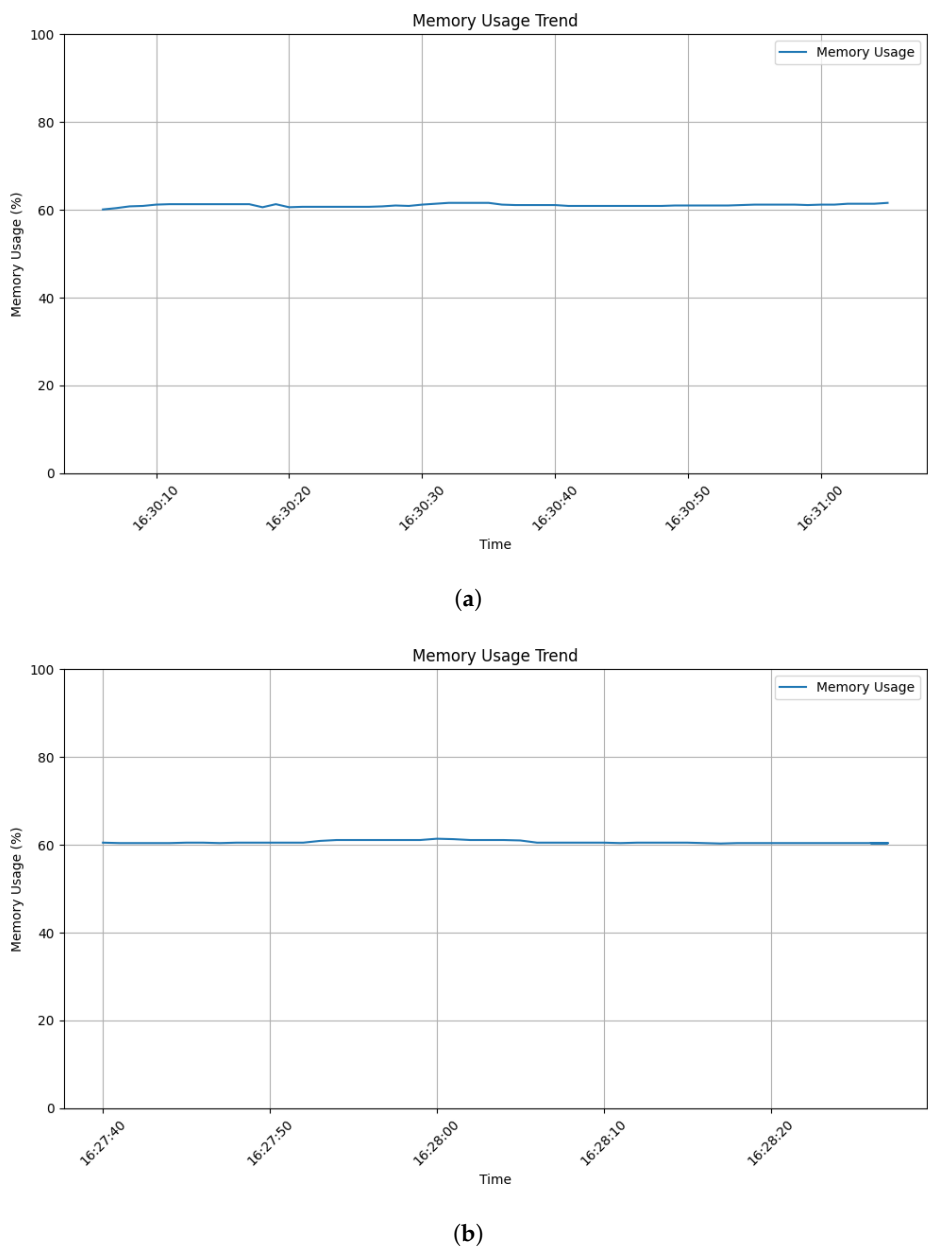 Memory Usage Trend
Memory Usage
100
80
60
40
20
0
Memory Usage (%)
16:30:10
16:30:20
16:30:30
16:30:40
16:30:50
16:31:00
Time
(a)
Memory Usage Trend
Memory Usage
100
80
60
40
20
0
Memory Usage (%)
16:27:40
16:27:50
16:28:00
16:28:10
16:28:20
Time
(b)